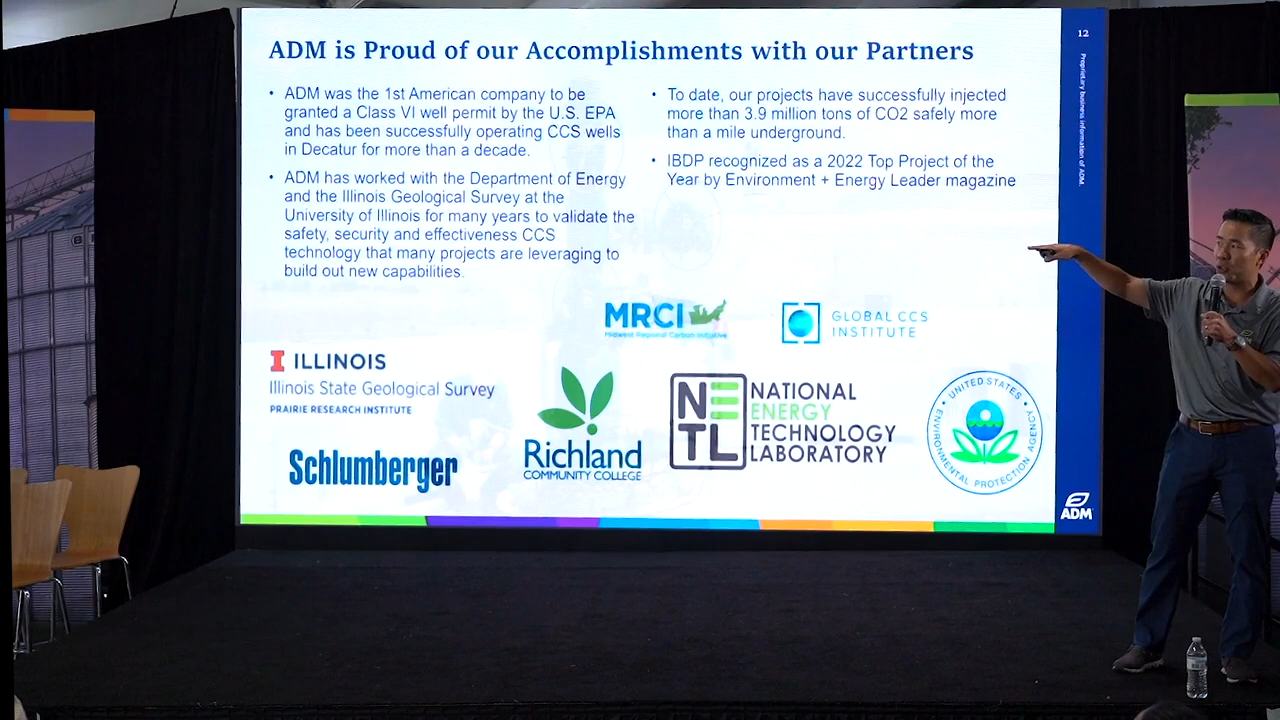 ADM is Proud of our Accomplishments with our Partners
• ADM was the 1st American company to be
granted a Class VI well permit by the U.S. EPA
and has been successfully operating CCS wells
in Decatur for more than a decade.
• ADM has worked with the Department of Energy
and the Illinois Geological Survey at the
University of Illinois for many years to validate the
safety, security and effectiveness CCS
technology that many projects are leveraging to
build out new capabilities.
• To date, our projects have successfully injected
more than 3.9 million tons of CO2 safely more
than a mile underground.
• IBDP recognized as a 2022 Top Project of the
Year by Environment + Energy Leader magazine
12
Proprietary business information of ADM.
MRCI
Midwest Regional Carbon Initiative
GLOBAL CCS
INSTITUTE
I ILLINOIS
Illinois State Geological Survey
PRAIRIE RESEARCH INSTITUTE
Schlumberger
Richland
COMMUNITY COLLEGE
NE
TL
NATIONAL
ENERGY
TECHNOLOGY
LABORATORY
UNITED STATES
ENVIRONMENTAL PROTECTION AGENCY
ADM